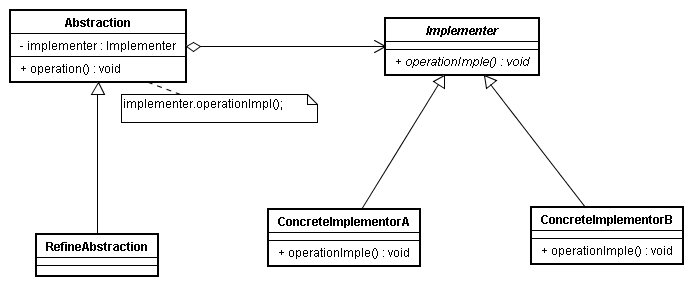 Abstraction
- implementer : Implementer
+ operation() : void
implementer.operationImpl();
Implementer
+ operationImple() : void
RefineAbstraction
ConcreteImplementorA
+ operationImple() : void
ConcreteImplementorB
+ operationImple() : void